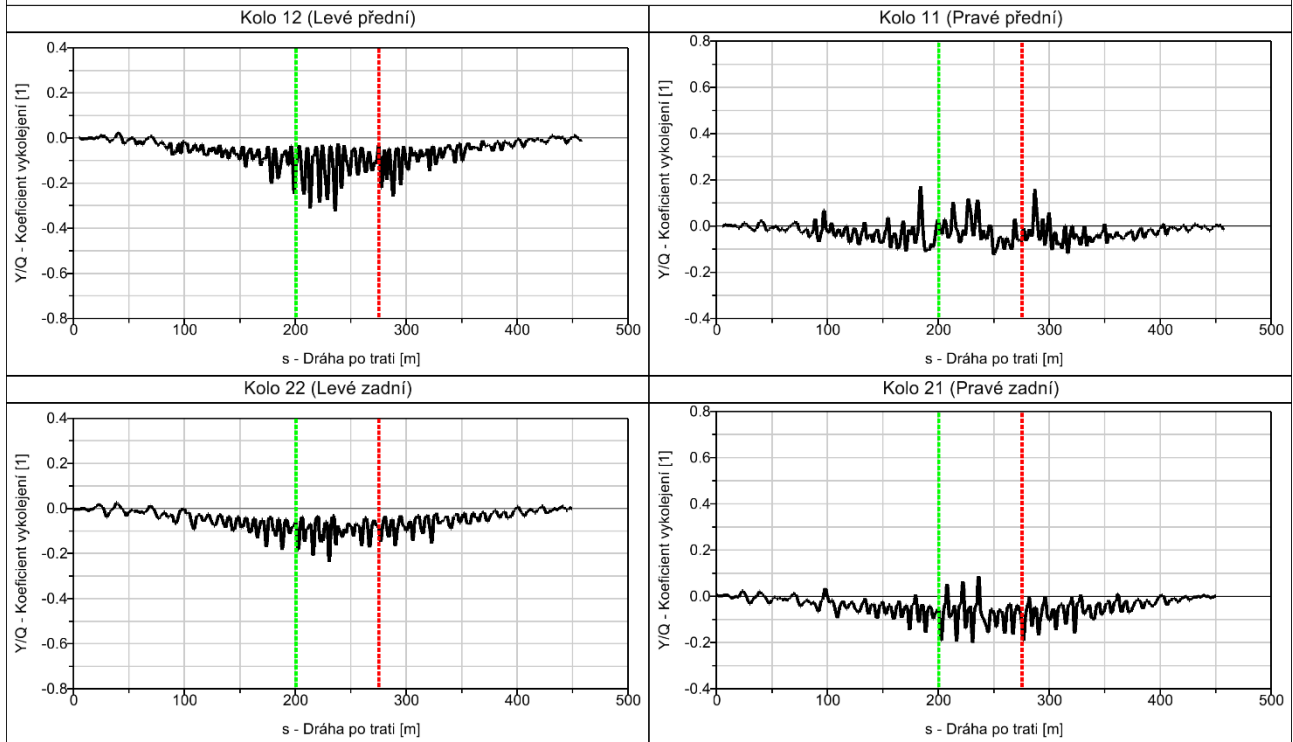 Kolo 12 (Levé přední)
Kolo 11 (Pravé přední)
Y/Q - Koeficient vykolejení [1]
0.4
0.2
0.0
-0.2
-0.4
-0.6
-0.8
0 100 200 300 400 500
s - Dráha po trati [m]
Y/Q - Koeficient vykolejení [1]
0.8
0.6
0.4
0.2
0.0
-0.2
-0.4
0 100 200 300 400 500
s - Dráha po trati [m]
Kolo 22 (Levé zadní)
Kolo 21 (Pravé zadní)
Y/Q - Koeficient vykolejení [1]
0.4
0.2
0.0
-0.2
-0.4
-0.6
-0.8
0 100 200 300 400 500
s - Dráha po trati [m]
Y/Q - Koeficient vykolejení [1]
0.8
0.6
0.4
0.2
0.0
-0.2
-0.4
0 100 200 300 400 500
s - Dráha po trati [m]